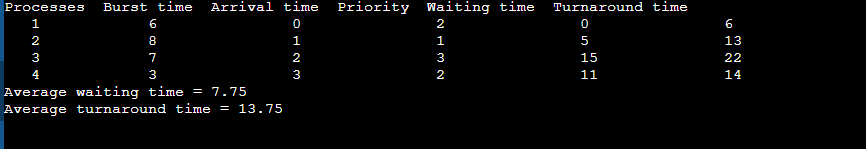 Processes  Burst time  Arrival time  Priority  Waiting time  Turnaround time
1 6 0 2 0 6
2 8 1 1 5 13
3 7 2 3 15 22
4 3 3 2 11 14
Average waiting time = 7.75
Average turnaround time = 13.75